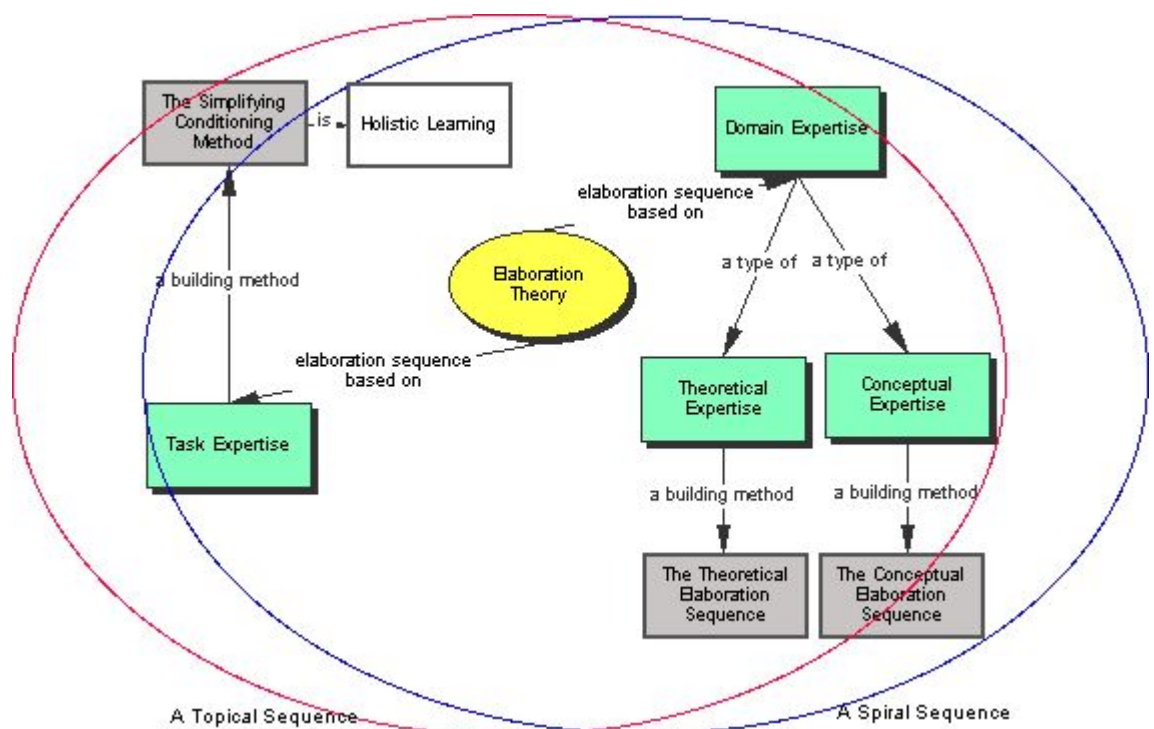 The Simplifying
Conditioning
Method
is
Holistic Learning
Domain Expertise
elaboration sequence
based on
Elaboration
Theory
a building method
a type of
a type of
elaboration sequence
based on
Task Expertise
Theoretical
Expertise
Conceptual
Expertise
a building method
a building method
The Theoretical
Elaboration
Sequence
The Conceptual
Elaboration
Sequence
A Topical Sequence
A Spiral Sequence